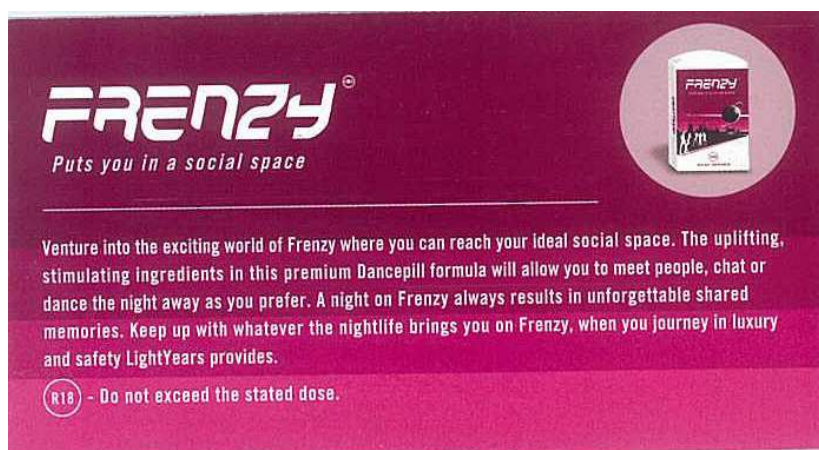 FRENZY
Puts you in a social space
FRENZY
Venture into the exciting world of Frenzy where you can reach your ideal social space. The uplifting,
stimulating ingredients in this premium Dancepill formula will allow you to meet people, chat or
dance the night away as you prefer. A night on Frenzy always results in unforgettable shared
memories. Keep up with whatever the nightlife brings you on Frenzy, when you journey in luxury
and safety LightYears provides.
R18 - Do not exceed the stated dose.